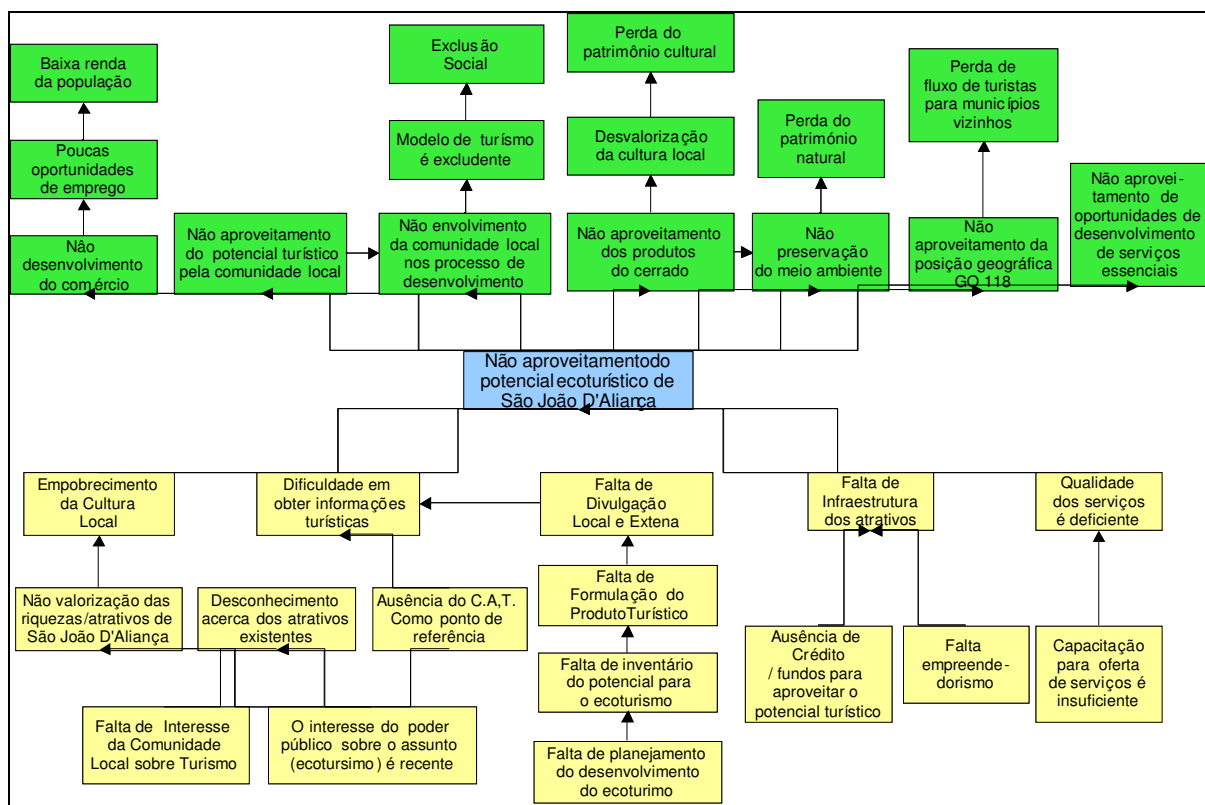 Baixa renda
da população
Exclusão
Social
Perda do
patrimônio cultural
Perda de
fluxo de turistas
para municípios
vizinhos
Poucas
oportunidades
de emprego
Modelo de turísmo
é excludente
Desvalorização
da cultura local
Perda do
património
natural
Nâo
desenvolvimento
do comércio
Não aproveitamento
do potencial turístico
pela comunidade local
Não envolvimento
da comunidade local
nos processo de
desenvolvimento
Não aproveitamento
dos produtos
do cerrado
Não
preservação
do meio ambiente
Não
aproveitamento da
posição geográfica
GO 118
Não aprovei-
tamento de
oportunidades de
desenvolvimento
de serviços
essenciais
Não aproveitamentodo
potencial ecoturístico de
São João D'Aliança
Empobrecimento
da Cultura
Local
Dificuldade em
obter informações
turísticas
Falta de
Divulgação
Local e Extena
Falta de
Infraestrutura
dos atrativos
Qualidade
dos serviços
é deficiente
Não valorização das
riquezas/atrativos de
São João D'Aliança
Desconhecimento
acerca dos atrativos
existentes
Ausência do C.A,T.
Como ponto de
referência
Falta de
Formulação do
Produto Turístico
Ausência de
Crédito
/ fundos para
aproveitar o
potencial turístico
Falta
empreende-
dorismo
Capacitação
para oferta
de serviços é
insuficiente
Falta de inventário
do potencial para
o ecoturismo
Falta de Interesse
da Comunidade
Local sobre Turismo
O interesse do poder
público sobre o assunto
(ecotursimo) é recente
Falta de planejamento
do desenvolvimento
do ecoturimo